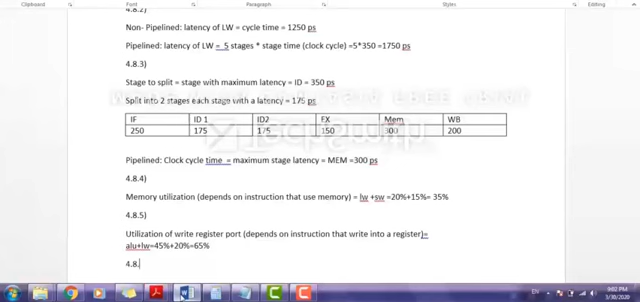 Clipboard
Font
Paragraph
Styles
Editing
4.8.2)
Non- Pipelined: latency of LW = cycle time = 1250 ps
Pipelined: latency of LW = 5 stages * stage time (clock cycle) =5*350 =1750 ps
4.8.3)
Stage to split = stage with maximum latency = ID = 350 ps
Split into 2 stages each stage with a latency = 175 ps
IF ID 1 ID2 FX Mem WB
250 175 175 150 300 200
Pipelined: Clock cycle time = maximum stage latency = MEM =300 ps
4.8.4)
Memory utilization (depends on instruction that use memory) = lw +sw =20%+15%= 35%
4.8.5)
Utilization of write register port (depends on instruction that write into a register)=
alu+lw=45%+20%=65%
4.8.
EN
9:02 PM
3/30/2020